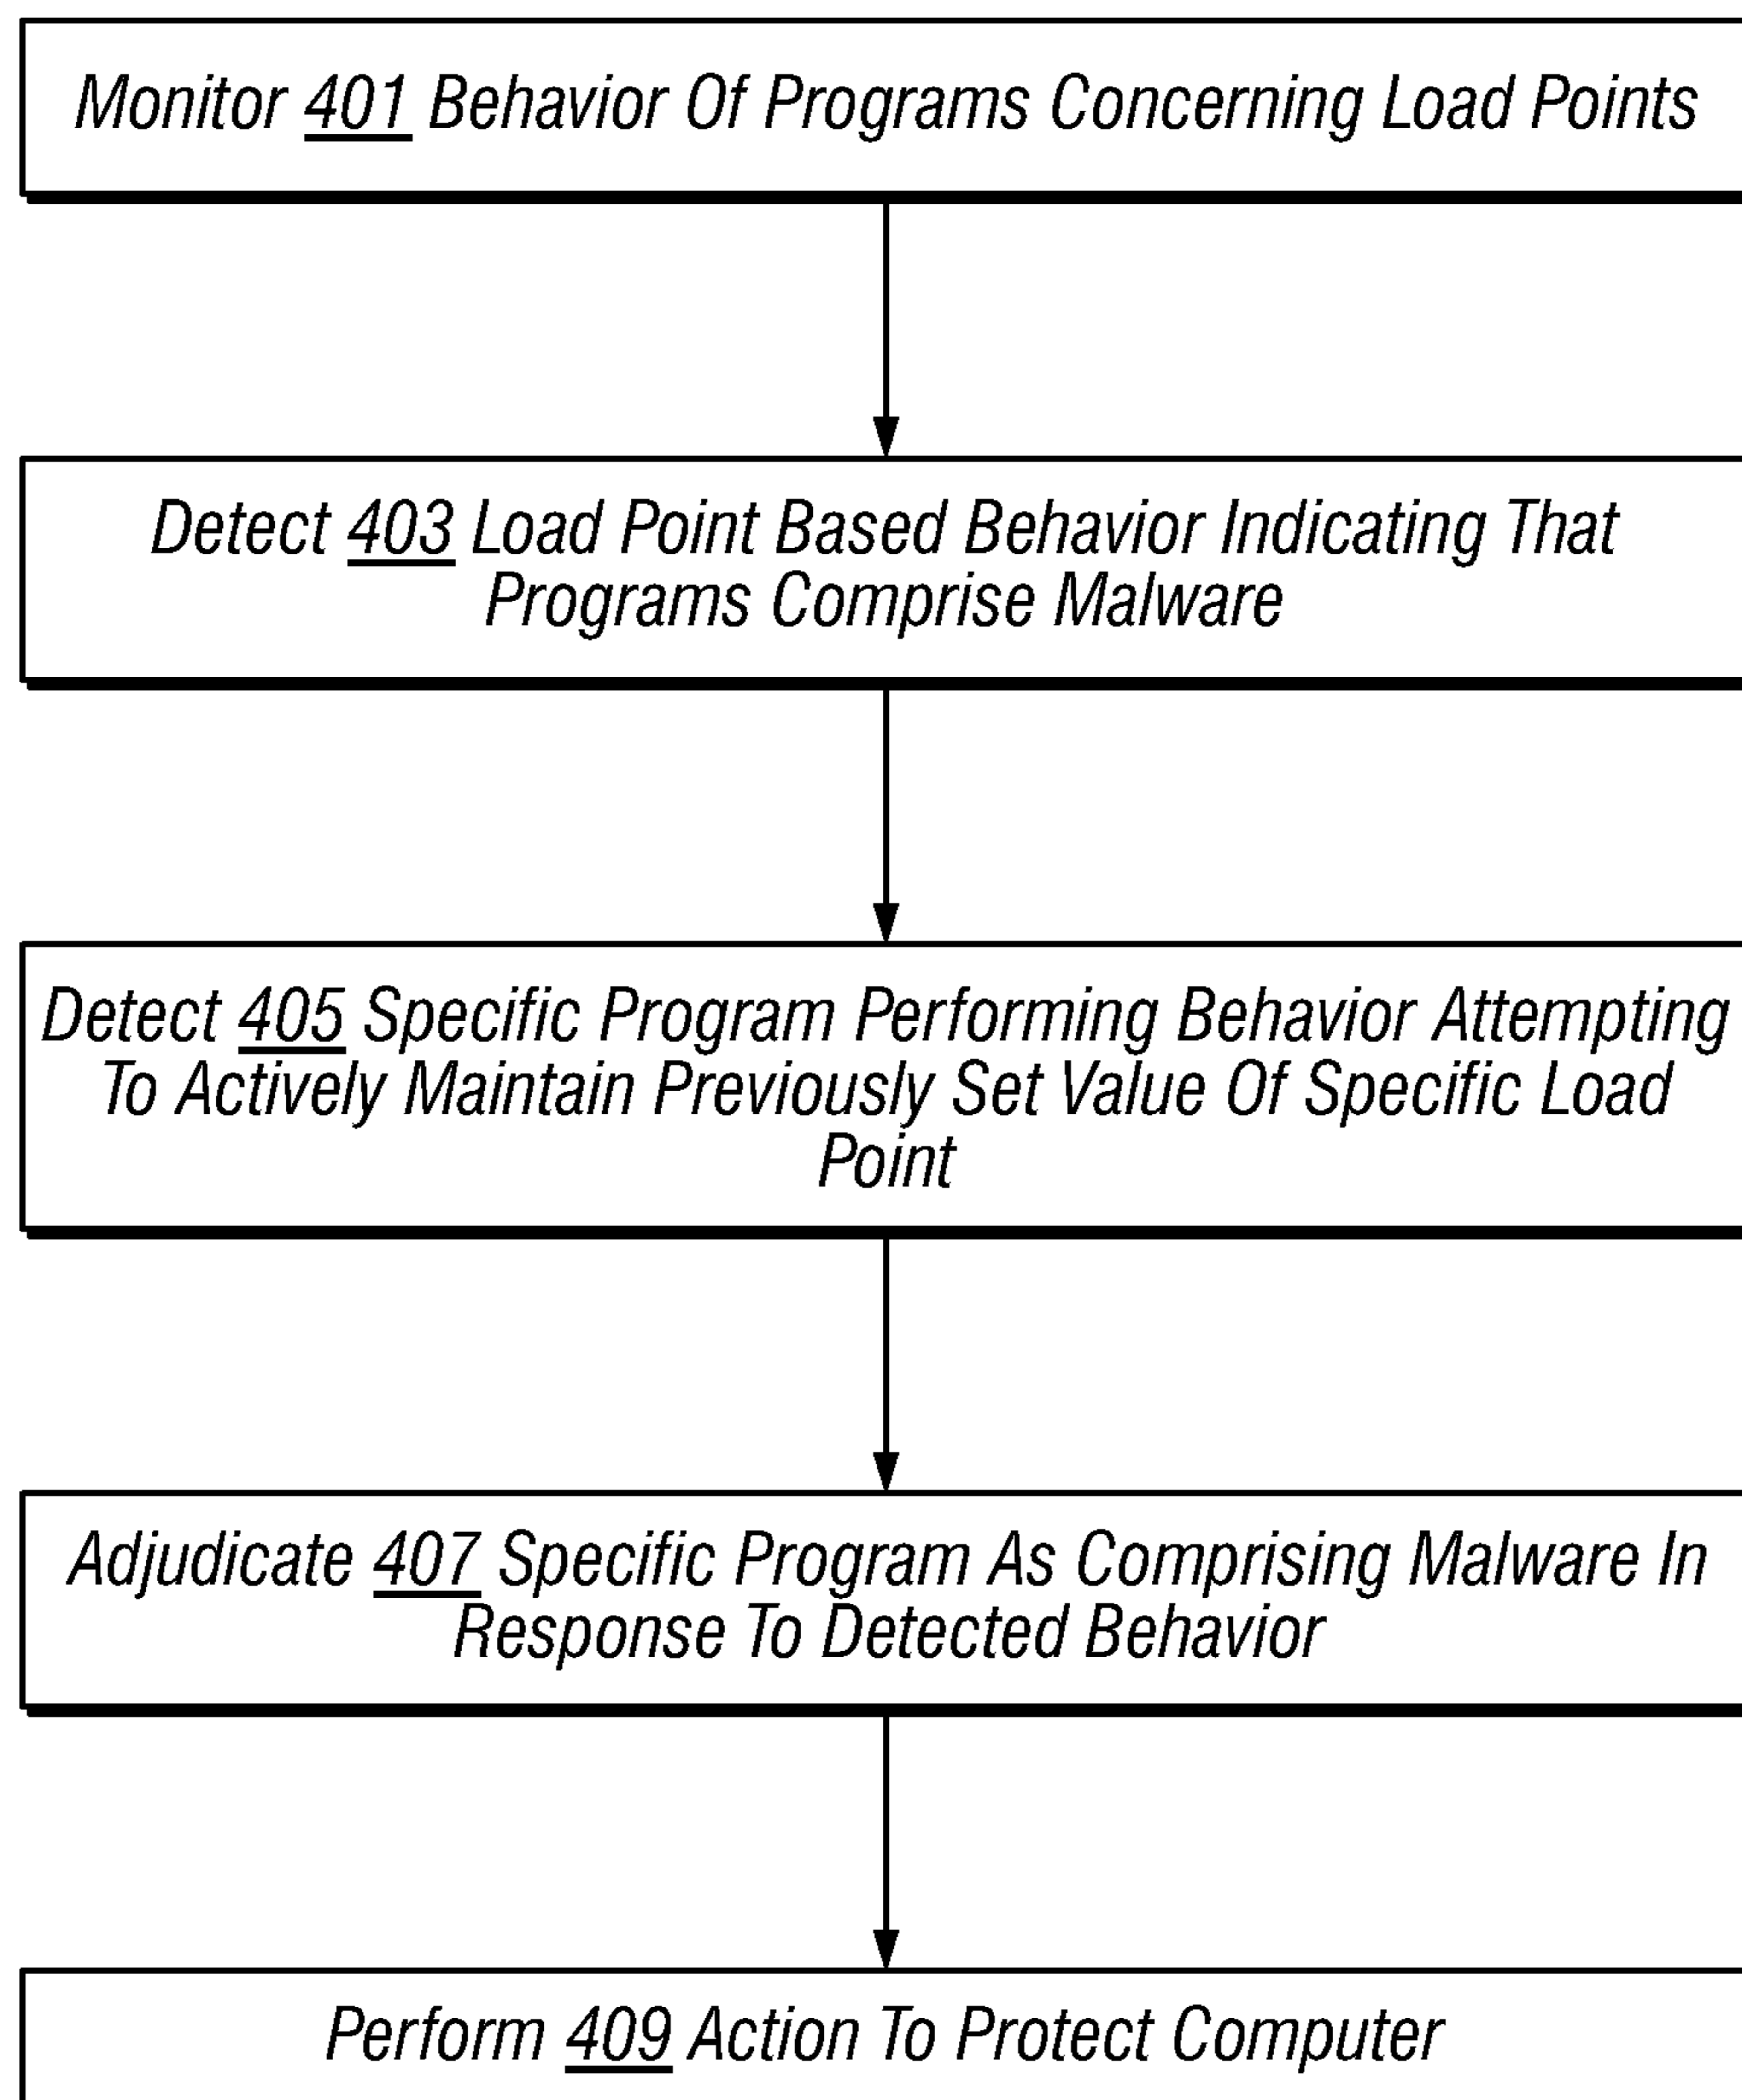 Monitor 401 Behavior Of Programs Concerning Load Points
Detect 403 Load Point Based Behavior Indicating That
Programs Comprise Malware
Detect 405 Specific Program Performing Behavior Attempting
To Actively Maintain Previously Set Value Of Specific Load
Point
Adjudicate 407 Specific Program As Comprising Malware In
Response To Detected Behavior
Perform 409 Action To Protect Computer